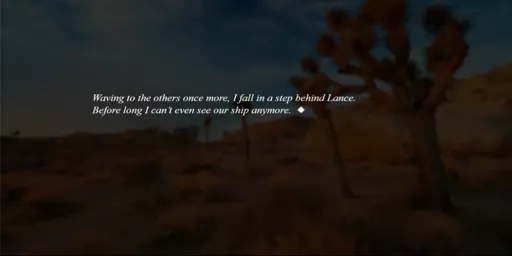 Waving to the others once more, I fall in a step behind Lance.
Before long I can't even see our ship anymore.